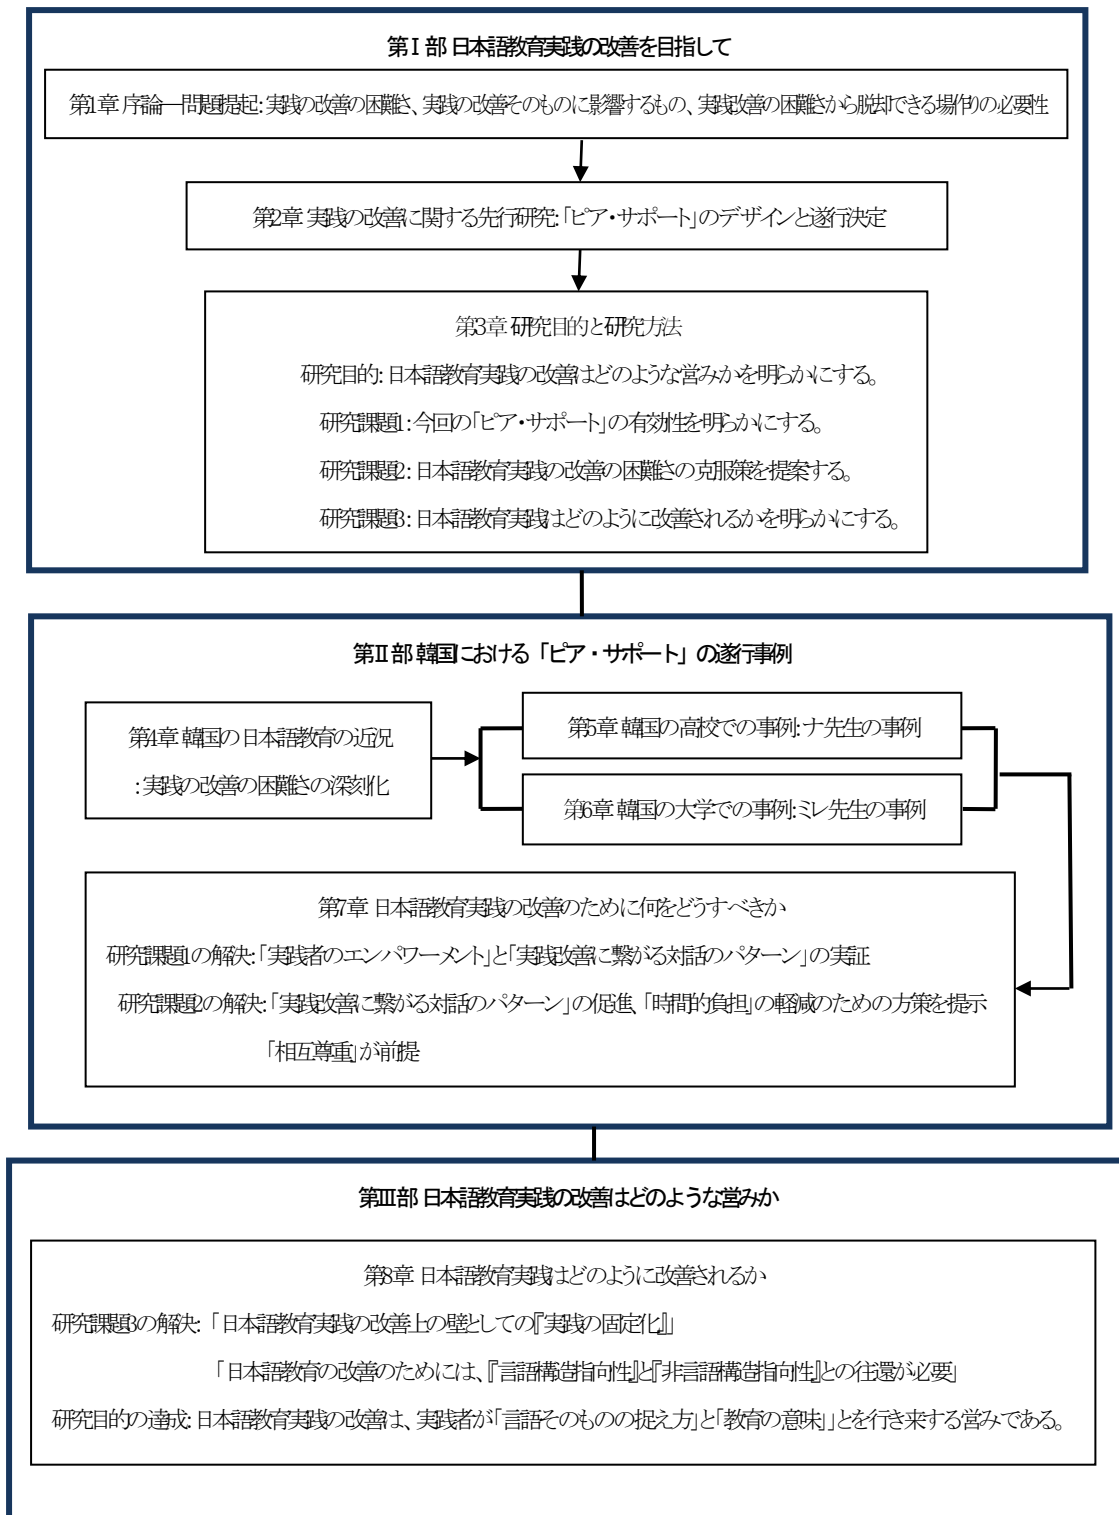 第Ⅰ部 日本語教育実践の改善を目指して
第1章 序論―問題提起: 実践の改善の困難さ、実践の改善そのものに影響するもの、実践改善の困難さから脱却できる場作りの必要性
第2章 実践の改善に関する先行研究:「ピア・サポート」のデザインと遂行決定
第3章 研究目的と研究方法
研究目的: 日本語教育実践の改善はどのような営みかを明らかにする。
研究課題1: 今回の「ピア・サポート」の有効性を明らかにする。
研究課題2: 日本語教育実践の改善の困難さの克服策を提案する。
研究課題3: 日本語教育実践はどのように改善されるかを明らかにする。
第Ⅱ部 韓国における「ピア・サポート」の遂行事例
第4章 韓国の日本語教育の近況
: 実践の改善の困難さの深刻化
第5章 韓国の高校での事例: ナ先生の事例
第6章 韓国の大学での事例: ミレ先生の事例
第7章 日本語教育実践の改善のために何をどうすべきか
研究課題1の解決:「実践者のエンパワーメント」と「実践改善に繋がる対話のパターン」の実証
研究課題2の解決:「実践改善に繋がる対話のパターン」の促進、「時間的負担」の軽減のための方策を提示
「相互尊重」が前提
第Ⅲ部 日本語教育実践の改善はどのような営みか
第8章 日本語教育実践はどのように改善されるか
研究課題3の解決: 「日本語教育実践の改善上の壁としての『実践の固定化』」
「日本語教育の改善のためには、『言語構造指向性』と『非言語構造指向性』との往還が必要」
研究目的の達成: 日本語教育実践の改善は、実践者が「言語そのものの捉え方」と「教育の意味」」とを行き来する営みである。